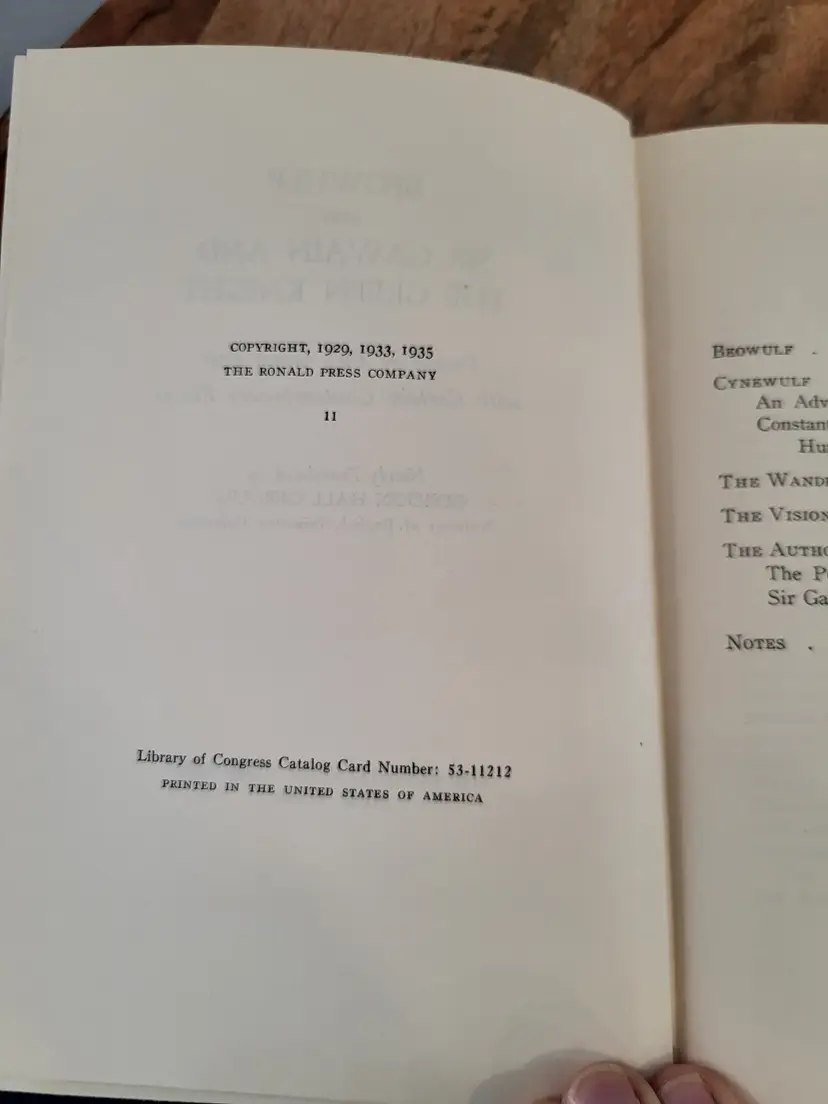 COPYRIGHT, 1929, 1933, 1935
THE RONALD PRESS COMPANY
11
Library of Congress Catalog Card Number: 53-11212
PRINTED IN THE UNITED STATES OF AMERICA
BEOWULF .
CYNEWULF
An Adv
Constant
Hu
THE WAND
THE VISION
THE AUTHO
The P
Sir Ga
NOTES .